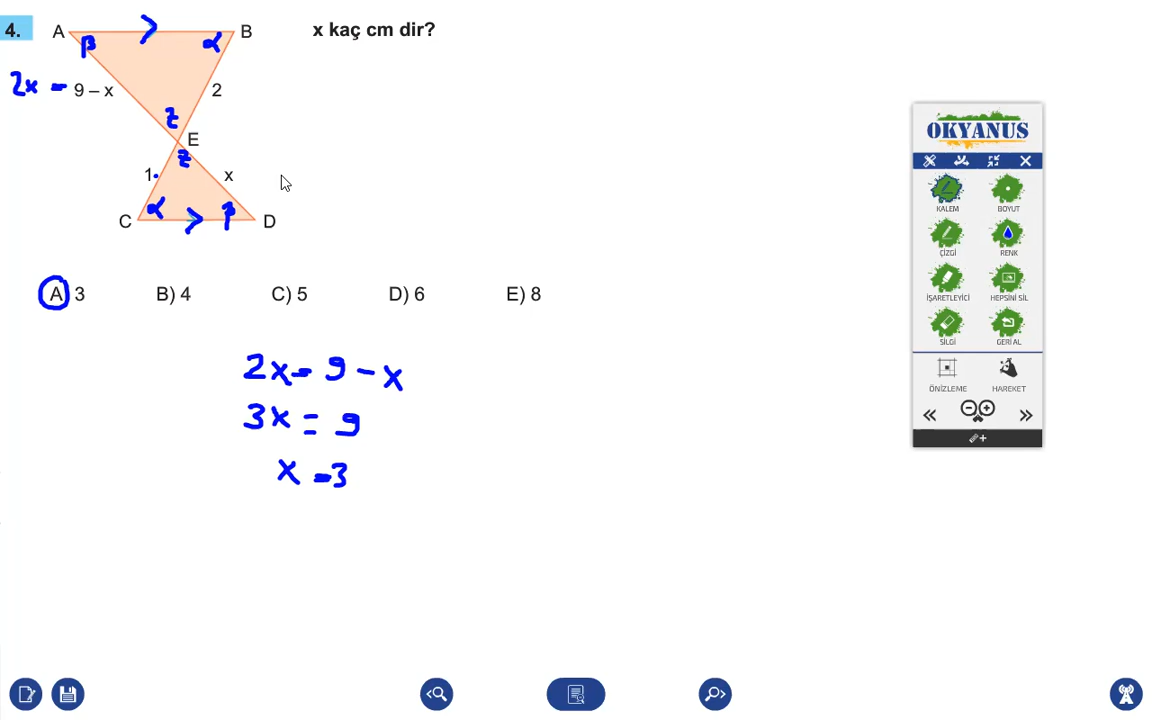 4.
x kaç cm dir?
A
B
β
α
2x =
9 – x
2
z
E
z
1
x
α
β
C
D
A) 3
B) 4
C) 5
D) 6
E) 8
2x = 9 – x
3x = 9
x = 3
OKYANUS
KALEM
BOYUT
ÇİZGİ
RENK
İŞARETLEYİCİ
HEPSİNİ SİL
SİLGİ
GERİ AL
ÖNİZLEME
HAREKET